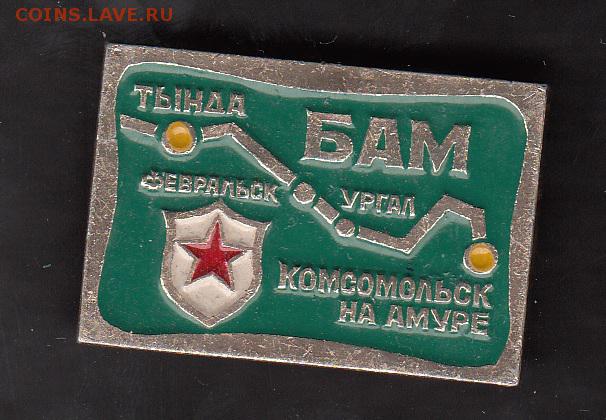 COINS.LAVE.RU
ТЫНДА
БАМ
ФЕВРАЛЬСК
УРГАЛ
КОМСОМОЛЬСК
НА АМУРЕ